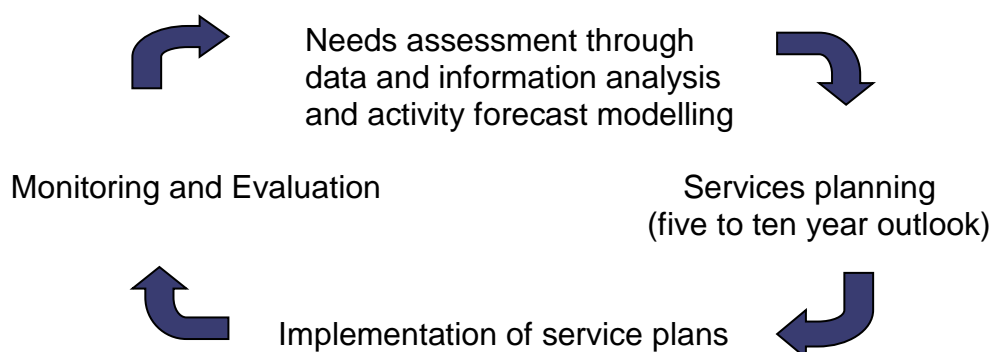 Needs assessment through
data and information analysis
and activity forecast modelling
Monitoring and Evaluation
Services planning
(five to ten year outlook)
Implementation of service plans